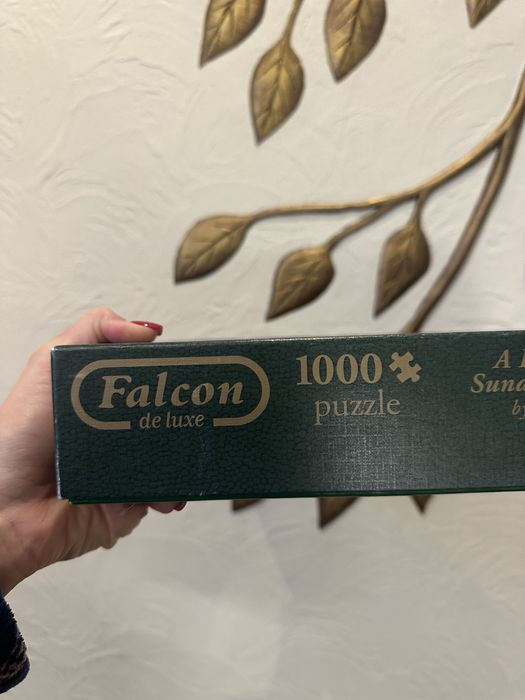 Falcon
de luxe
1000
puzzle
A